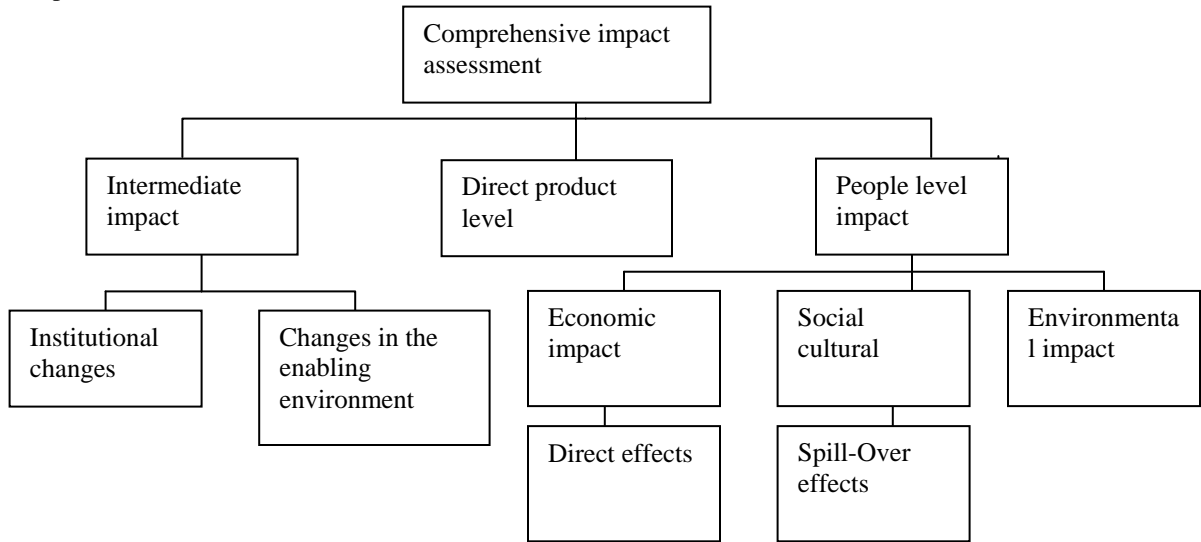 Comprehensive impact
assessment
Intermediate
impact
Direct product
level
People level
impact
Institutional
changes
Changes in the
enabling
environment
Economic
impact
Social
cultural
Environmenta
l impact
Direct effects
Spill-Over
effects